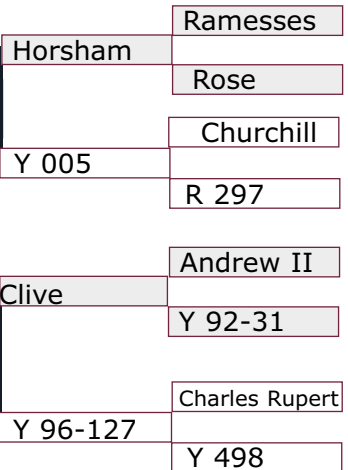 Ramesses
Horsham
Rose
Churchill
Y 005
R 297
Andrew II
Clive
Y 92-31
Charles Rupert
Y 96-127
Y 498